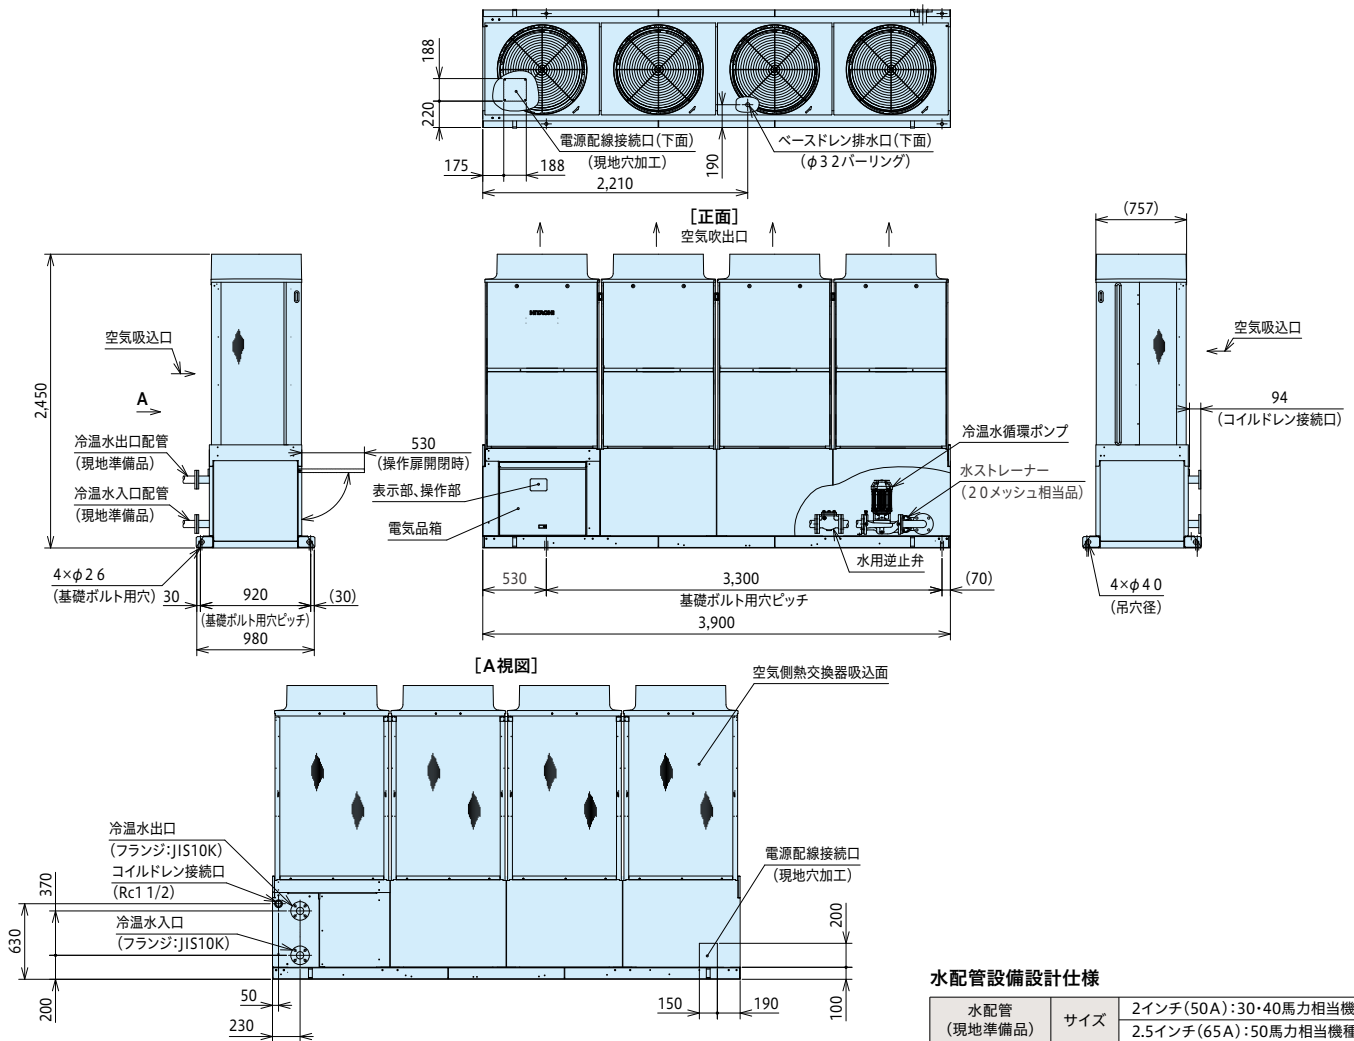 188
220
電源配線接続口(下面)
(現地穴加工)
175
188
2,210
190
ベースドレン排水口(下面)
(φ32バーリング)
[正面]
空気吹出口
(757)
空気吸込口
A
2,450
冷温水出口配管
(現地準備品)
冷温水入口配管
(現地準備品)
530
(操作扉開閉時)
表示部、操作部
電気品箱
HITACHI
冷温水循環ポンプ
水ストレーナー
(20メッシュ相当品)
水用逆止弁
空気吸込口
94
(コイルドレン接続口)
4×φ26
(基礎ボルト用穴)
30
920
(30)
(基礎ボルト用穴ピッチ)
980
530
3,300
(70)
基礎ボルト用穴ピッチ
3,900
4×φ40
(吊穴径)
[A視図]
空気側熱交換器吸込面
冷温水出口
(フランジ:JIS10K)
コイルドレン接続口
(Rc1 1/2)
冷温水入口
(フランジ:JIS10K)
370
630
200
50
230
電源配線接続口
(現地穴加工)
200
100
150
190
水配管設備設計仕様
水配管
(現地準備品)
サイズ
2インチ(50A):30・40馬力相当機
2.5インチ(65A):50馬力相当機種